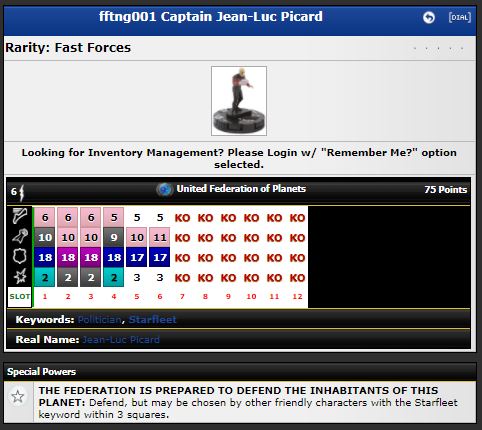 fftng001 Captain Jean-Luc Picard [DIAL]
Rarity: Fast Forces
Looking for Inventory Management? Please Login w/ "Remember Me?" option
selected.
6 United Federation of Planets 75 Points
6 6 6 5 5 5 KO KO KO KO KO KO
10 10 10 9 10 11 KO KO KO KO KO KO
18 18 18 18 17 17 KO KO KO KO KO KO
2 2 2 2 3 3 KO KO KO KO KO KO
SLOT 1 2 3 4 5 6 7 8 9 10 11 12
Keywords: Politician, Starfleet
Real Name: Jean-Luc Picard
Special Powers
THE FEDERATION IS PREPARED TO DEFEND THE INHABITANTS OF THIS
PLANET: Defend, but may be chosen by other friendly characters with the Starfleet
keyword within 3 squares.